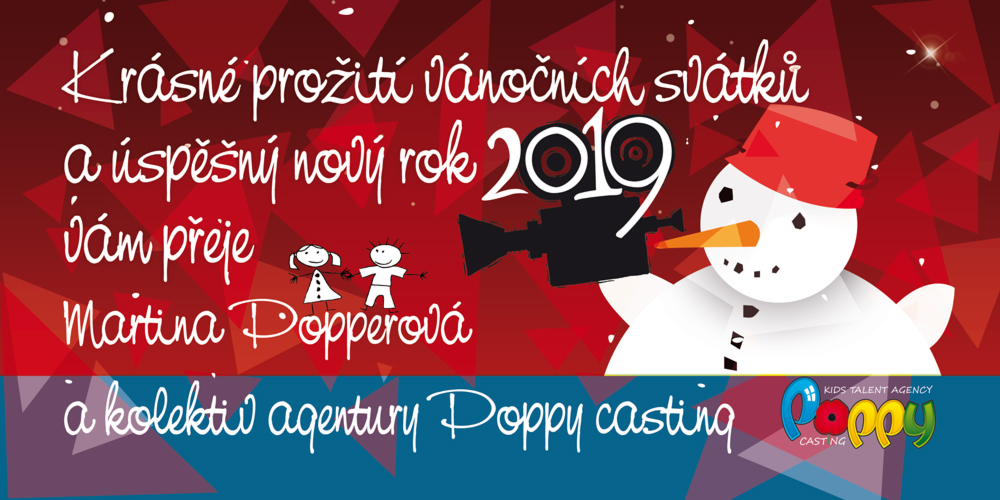 Krásné prožití vánočních svátků
a úspěšný nový rok 2019
vám přeje
Martina Popperová
a kolektiv agentury Poppy casting
KIDS TALENT AGENCY
Poppy
CASTING